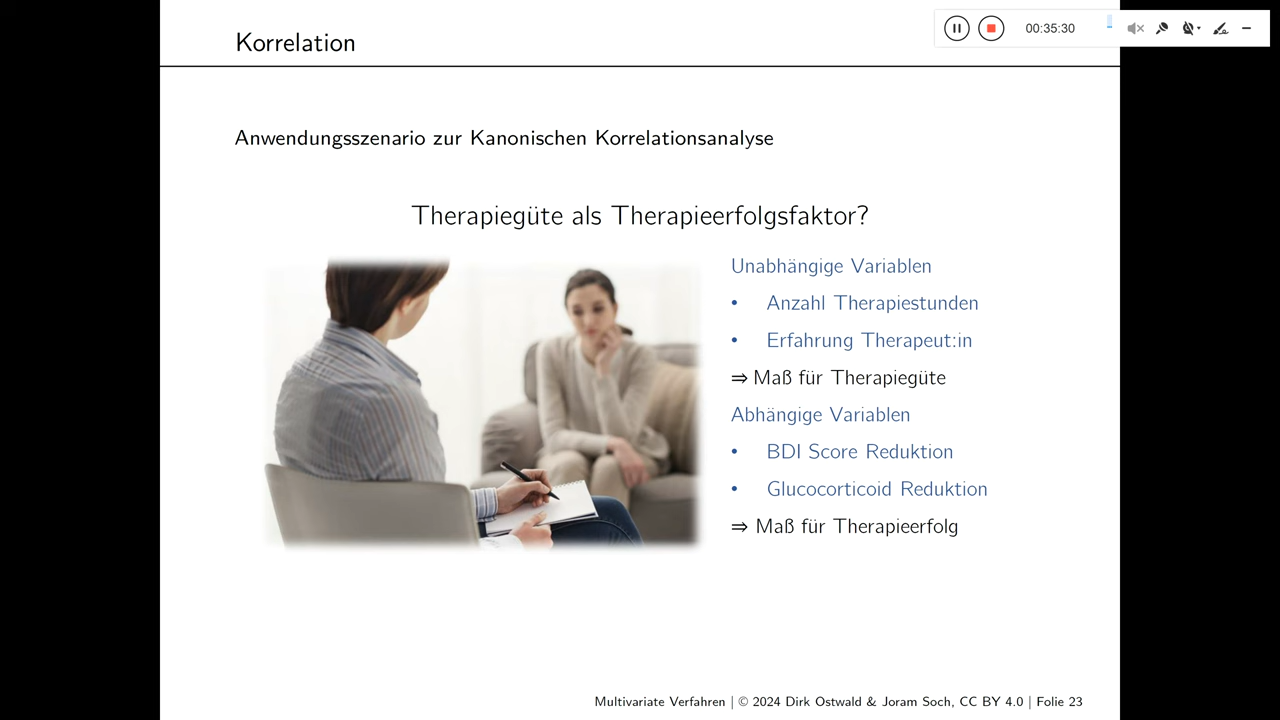 Korrelation
00:35:30
Anwendungsszenario zur Kanonischen Korrelationsanalyse
Therapiegüte als Therapieerfolgsfaktor?
Unabhängige Variablen
• Anzahl Therapiestunden
• Erfahrung Therapeut:in
⇒ Maß für Therapiegüte
Abhängige Variablen
• BDI Score Reduktion
• Glucocorticoid Reduktion
⇒ Maß für Therapieerfolg
Multivariate Verfahren | © 2024 Dirk Ostwald & Joram Soch, CC BY 4.0 | Folie 23